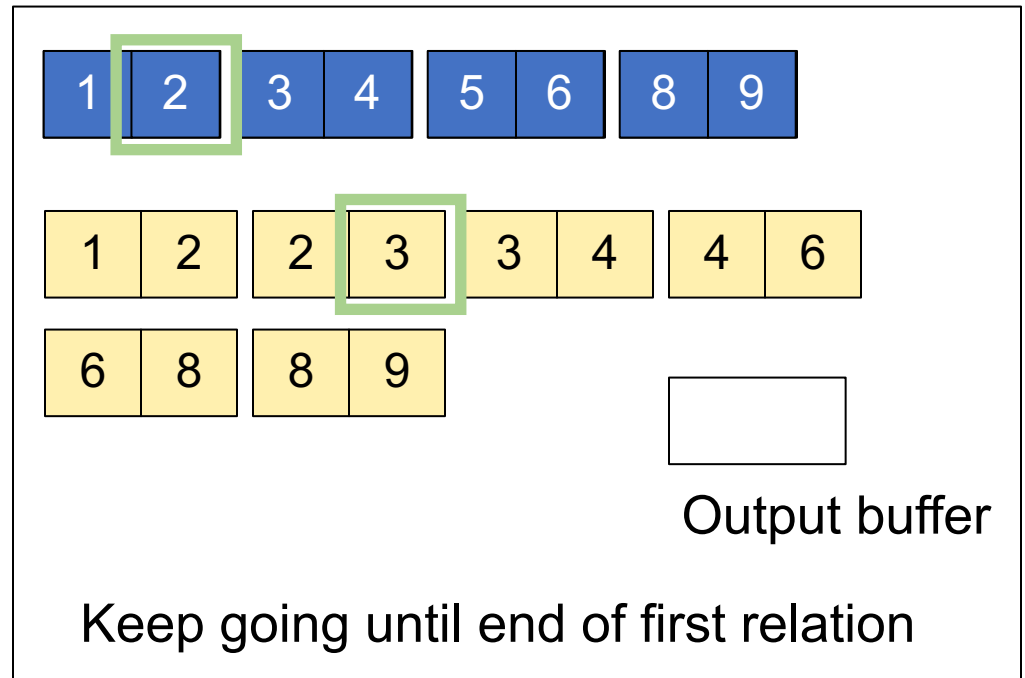 1 2 3 4 5 6 8 9
1 2 2 3 3 4 4 6
6 8 8 9
Output buffer
Keep going until end of first relation